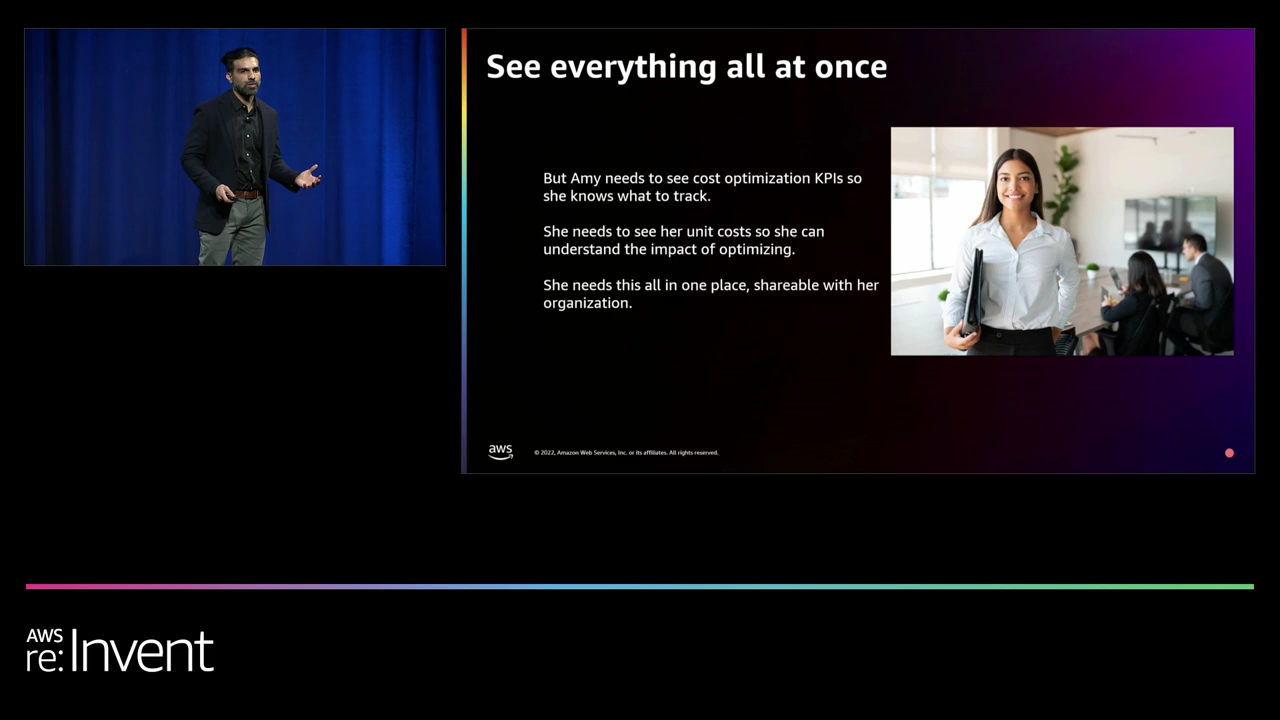 See everything all at once
But Amy needs to see cost optimization KPIs so
she knows what to track.
She needs to see her unit costs so she can
understand the impact of optimizing.
She needs this all in one place, shareable with her
organization.
aws
© 2022, Amazon Web Services, Inc. or its affiliates. All rights reserved.
AWS
re:Invent